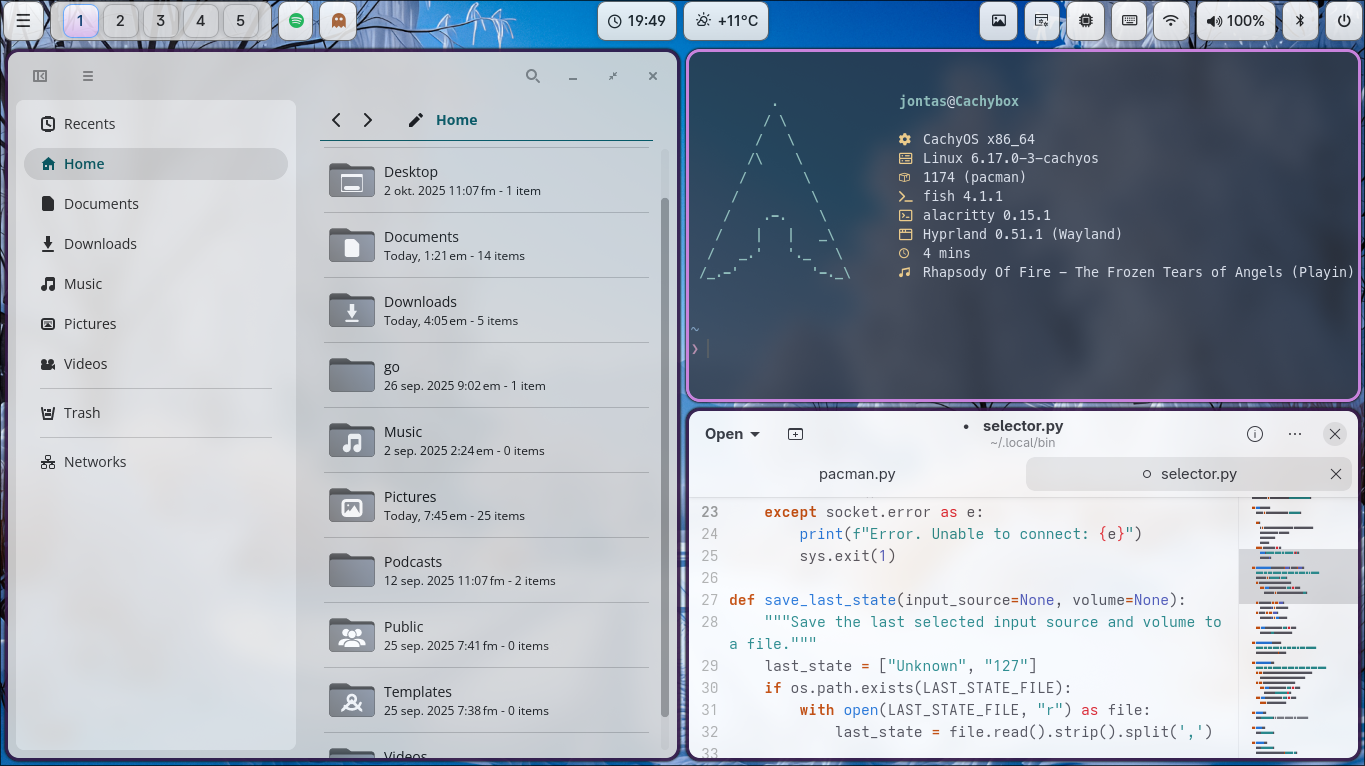 1 2 3 4 5
19:49
+11°C
100%
Recents
Home
Documents
Downloads
Music
Pictures
Videos
Trash
Networks
Home
Desktop
2 okt. 2025 11:07 fm - 1 item
Documents
Today, 1:21 em - 14 items
Downloads
Today, 4:05 em - 5 items
go
26 sep. 2025 9:02 em - 1 item
Music
2 sep. 2025 2:24 em - 0 items
Pictures
Today, 7:45 em - 25 items
Podcasts
12 sep. 2025 11:07 fm - 2 items
Public
25 sep. 2025 7:41 fm - 0 items
Templates
25 sep. 2025 7:38 fm - 0 items
Videos
jontas@Cachybox
CachyOS x86_64
Linux 6.17.0-3-cachyos
1174 (pacman)
fish 4.1.1
alacritty 0.15.1
Hyprland 0.51.1 (Wayland)
4 mins
Rhapsody Of Fire - The Frozen Tears of Angels (Playin)
~
❯
Open
• selector.py
~/.local/bin
pacman.py
selector.py
23     except socket.error as e:
24         print(f"Error. Unable to connect: {e}")
25         sys.exit(1)
26
27 def save_last_state(input_source=None, volume=None):
28     """Save the last selected input source and volume to
a file."""
29     last_state = ["Unknown", "127"]
30     if os.path.exists(LAST_STATE_FILE):
31         with open(LAST_STATE_FILE, "r") as file:
32             last_state = file.read().strip().split(',')
33